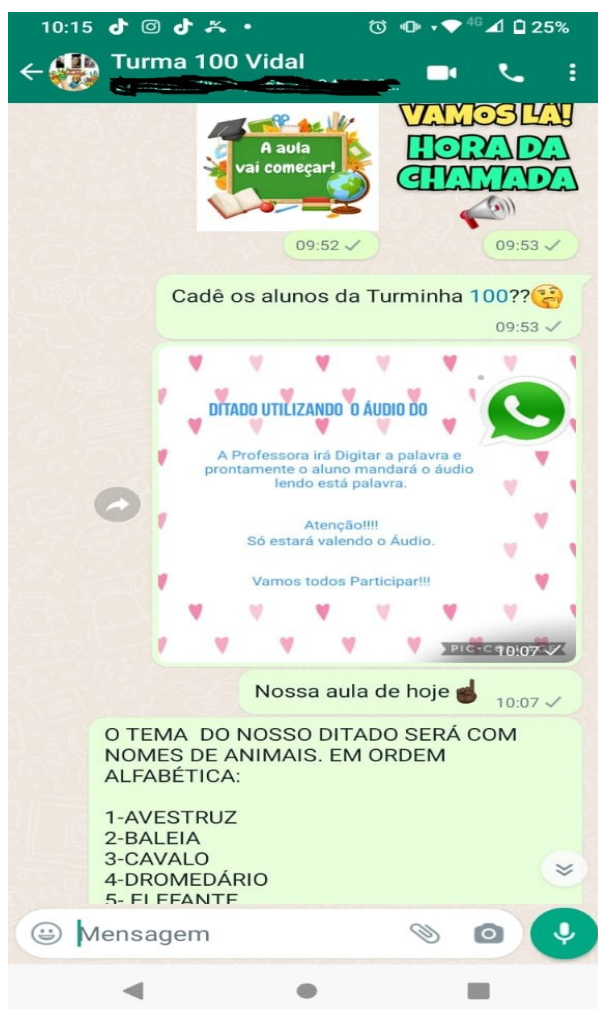 10:15
4G
25%
Turma 100 Vidal
A aula
vai começar!
09:52
VAMOS LÁ!
HORA DA
CHAMADA
09:53
Cadê os alunos da Turminha 100??
09:53
DITADO UTILIZANDO O ÁUDIO DO
A Professora irá Digitar a palavra e
prontamente o aluno mandará o áudio
lendo está palavra.
Atenção!!!!
Só estará valendo o Áudio.
Vamos todos Participar!!!
10:07
Nossa aula de hoje
10:07
O TEMA DO NOSSO DITADO SERÁ COM
NOMES DE ANIMAIS. EM ORDEM
ALFABÉTICA:
1-AVESTRUZ
2-BALEIA
3-CAVALO
4-DROMEDÁRIO
5- ELEFANTE
Mensagem